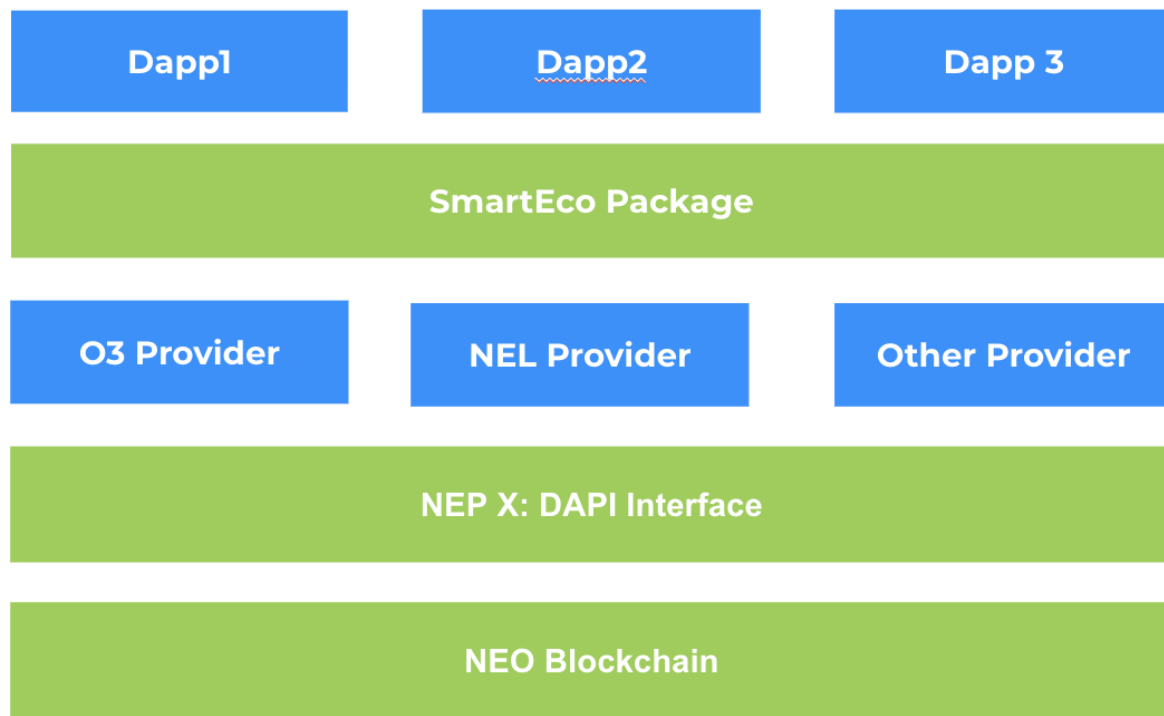 Dapp1
Dapp2
Dapp 3
SmartEco Package
O3 Provider
NEL Provider
Other Provider
NEP X: DAPI Interface
NEO Blockchain